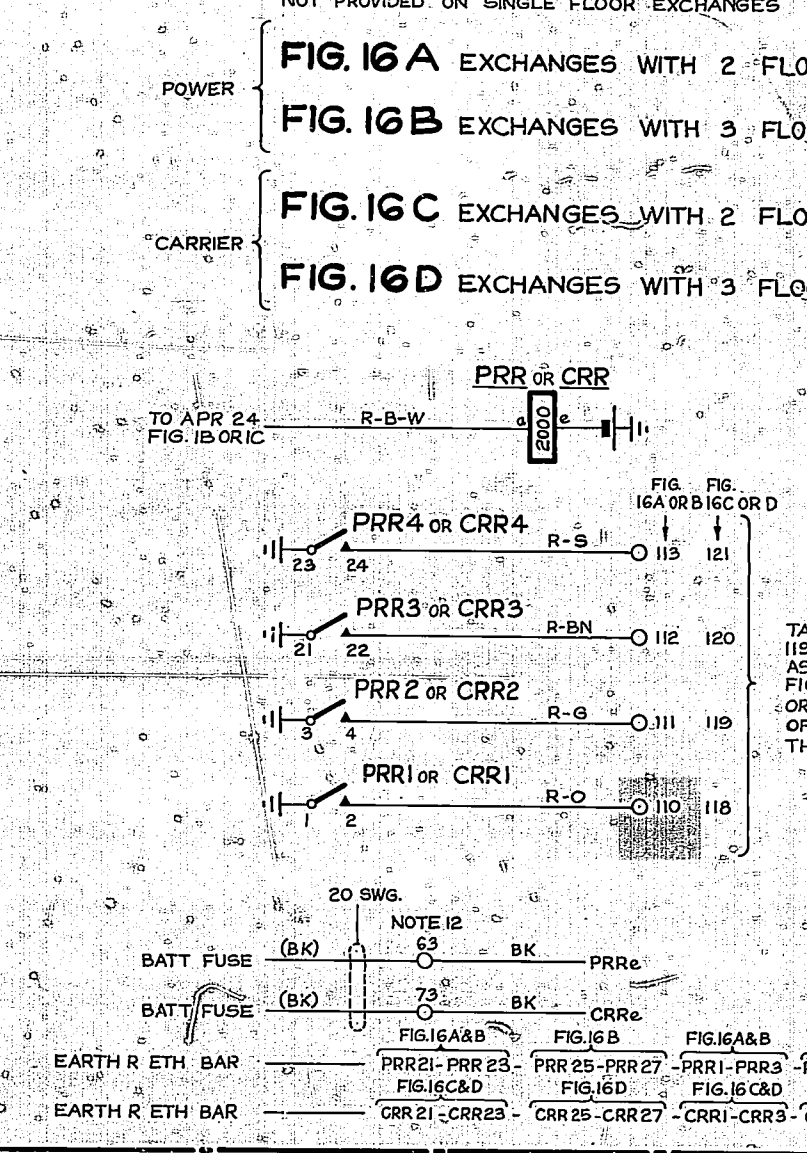 NOT PROVIDED ON SINGLE FLOOR EXCHANGES
POWER
FIG. 16 A EXCHANGES WITH 2 FLO
FIG. 16 B EXCHANGES WITH 3 FLO
CARRIER
FIG. 16 C EXCHANGES WITH 2 FLO
FIG. 16 D EXCHANGES WITH 3 FLO
PRR OR CRR
TO APR 24
FIG. 1B OR 1C
R-B-W
a 2000 e
FIG. FIG.
16A OR B 16C OR D
PRR4 OR CRR4
23 24 R-S 113 121
PRR3 OR CRR3
21 22 R-BN 112 120
PRR2 OR CRR2
3 4 R-G 111 119
PRR1 OR CRR1
1 2 R-O 110 118
TA
119
AS
FIG
OR
OF
TH
20 SWG.
NOTE 12
BATT FUSE (BK) 63 BK PRRe
BATT FUSE (BK) 73 BK CRRe
FIG.16A&B FIG.16B FIG.16A&B
EARTH R ETH BAR PRR21-PRR23- PRR25-PRR27 -PRR1-PRR3 -P
FIG.16C&D FIG.16D FIG.16C&D
EARTH R ETH BAR CRR21-CRR23- CRR25-CRR27 -CRR1-CRR3-